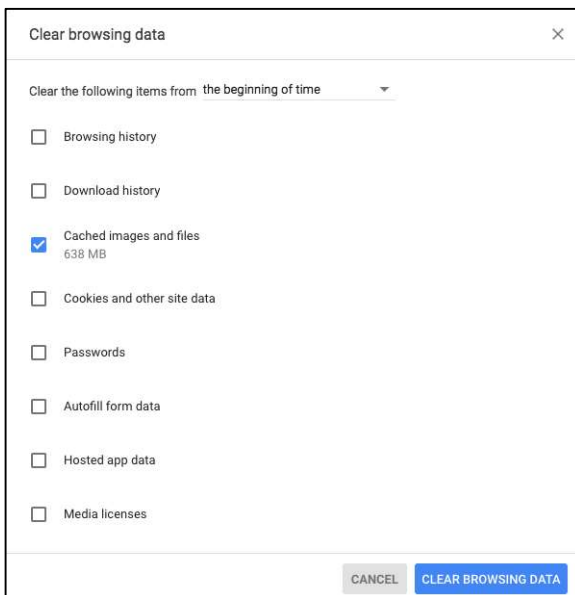 Clear browsing data
Clear the following items from the beginning of time
Browsing history
Download history
Cached images and files
638 MB
Cookies and other site data
Passwords
Autofill form data
Hosted app data
Media licenses
CANCEL CLEAR BROWSING DATA